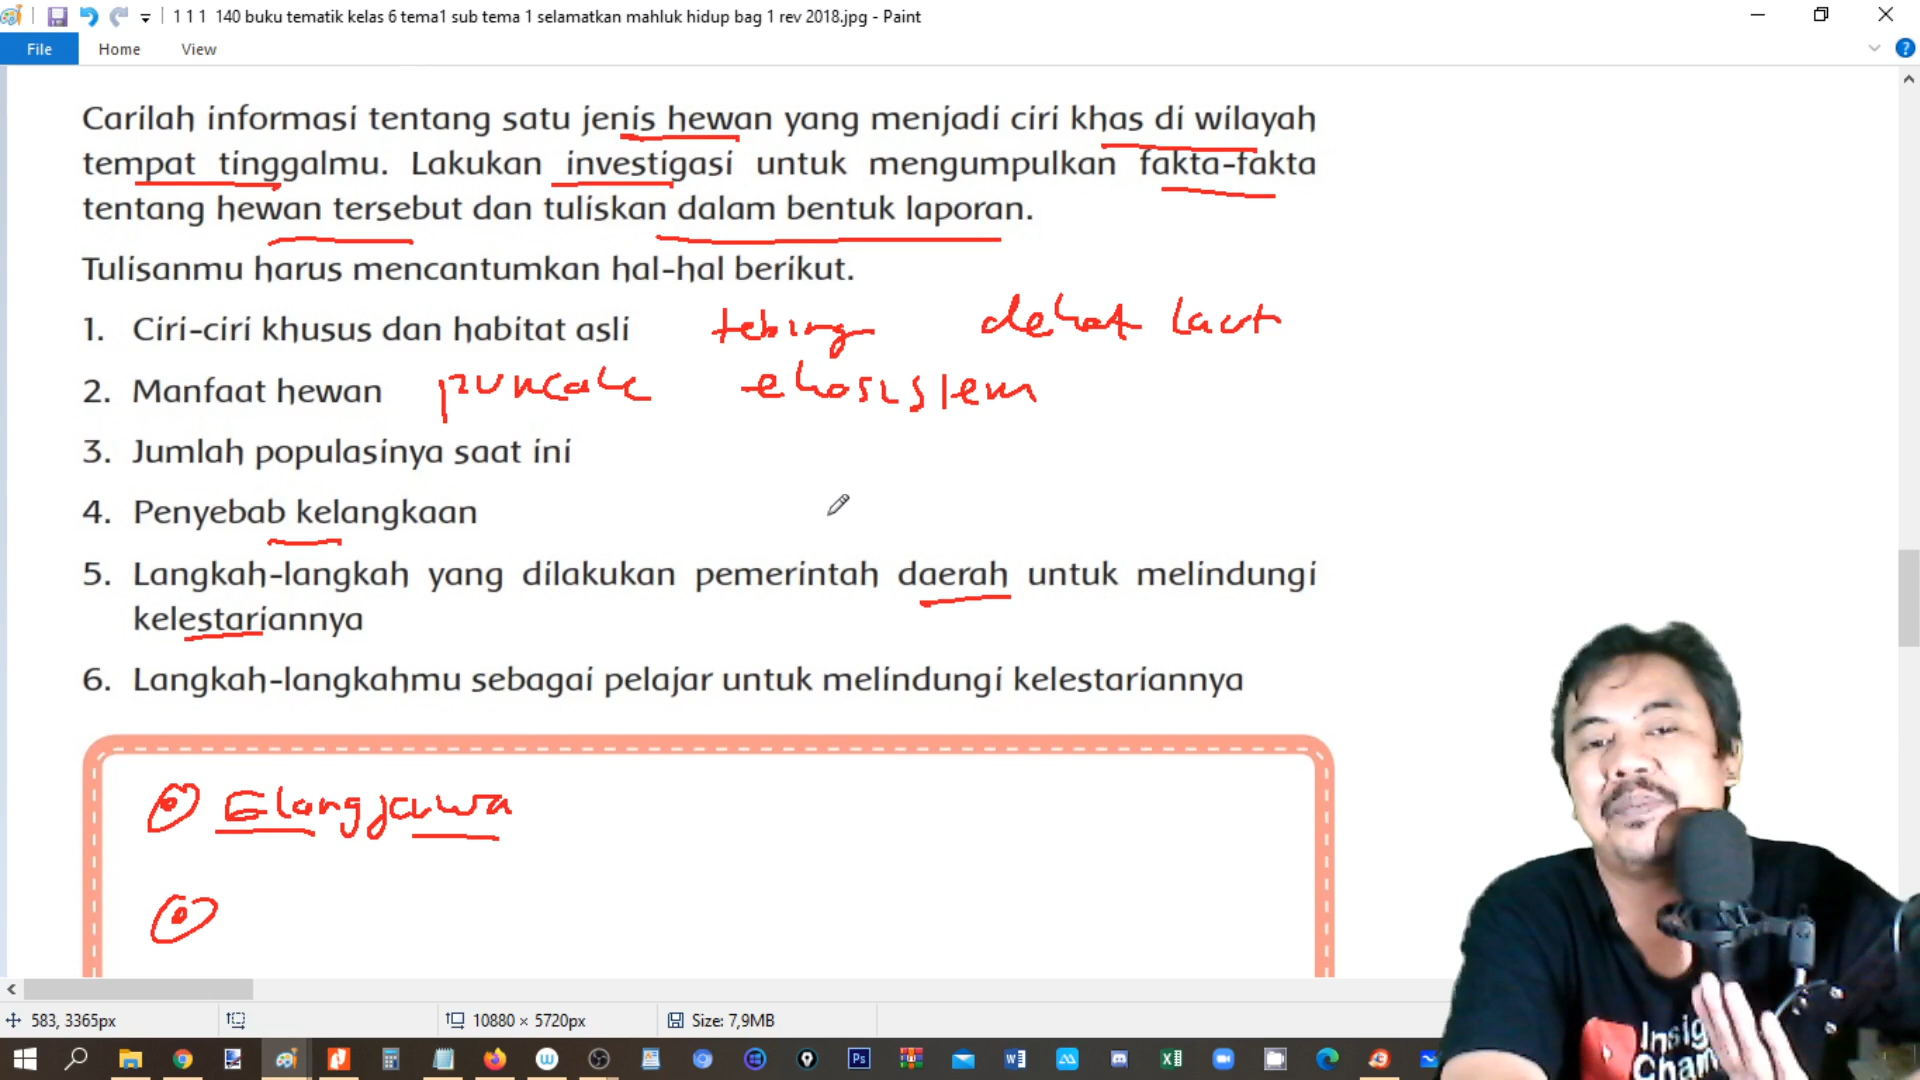 1 1 1 140 buku tematik kelas 6 tema1 sub tema 1 selamatkan mahluk hidup bag 1 rev 2018.jpg - Paint
File Home View
Carilah informasi tentang satu jenis hewan yang menjadi ciri khas di wilayah
tempat tinggalmu. Lakukan investigasi untuk mengumpulkan fakta-fakta
tentang hewan tersebut dan tuliskan dalam bentuk laporan.
Tulisanmu harus mencantumkan hal-hal berikut.
1. Ciri-ciri khusus dan habitat asli tebing dekat laut
2. Manfaat hewan puncak ekosistem
3. Jumlah populasinya saat ini
4. Penyebab kelangkaan
5. Langkah-langkah yang dilakukan pemerintah daerah untuk melindungi
kelestariannya
6. Langkah-langkahmu sebagai pelajar untuk melindungi kelestariannya
Elang jawa
583, 3365px 10880 × 5720px Size: 7,9MB
Insig
Chann